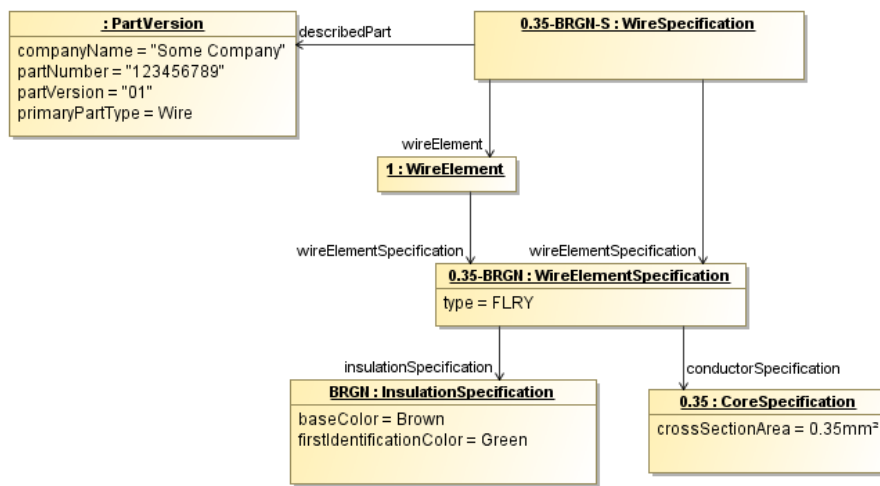 : PartVersion
companyName = "Some Company"
partNumber = "123456789"
partVersion = "01"
primaryPartType = Wire
describedPart
0.35-BRGN-S : WireSpecification
wireElement
1 : WireElement
wireElementSpecification
wireElementSpecification
0.35-BRGN : WireElementSpecification
type = FLRY
insulationSpecification
conductorSpecification
BRGN : InsulationSpecification
baseColor = Brown
firstIdentificationColor = Green
0.35 : CoreSpecification
crossSectionArea = 0.35mm²